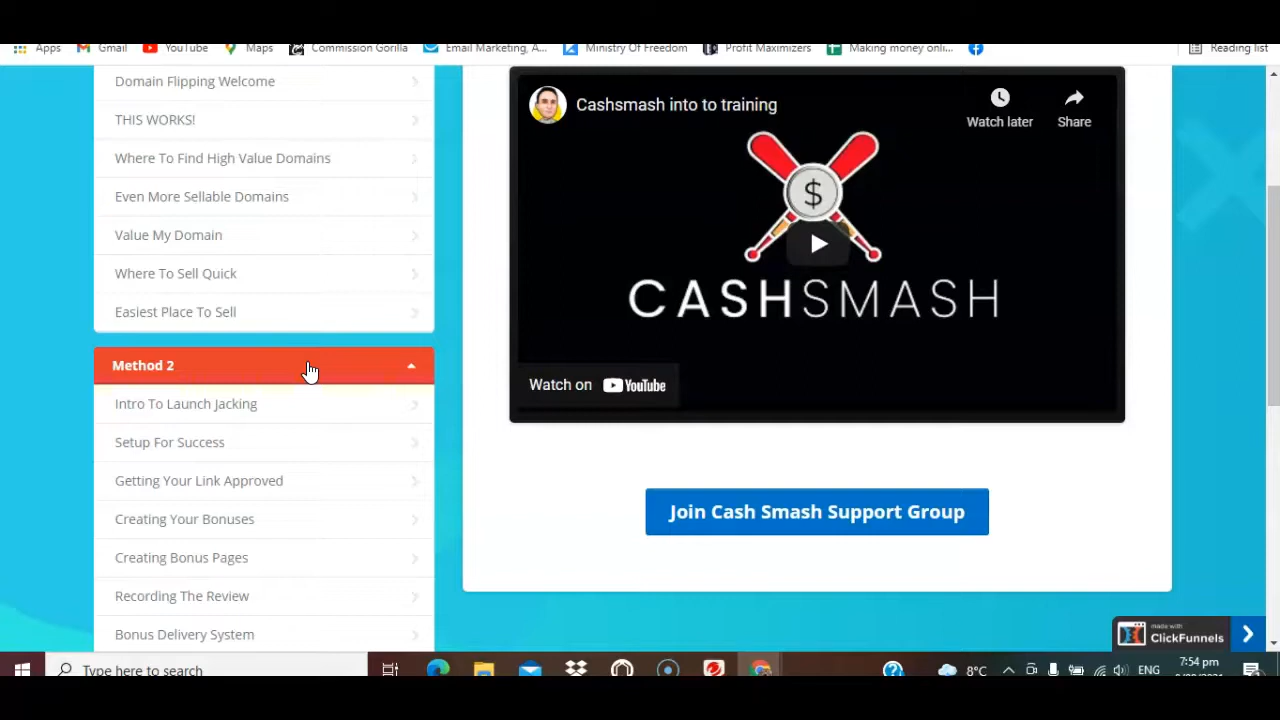 Apps
Gmail
YouTube
Maps
Commission Gorilla
Email Marketing, A...
Ministry Of Freedom
Profit Maximizers
Making money onli...
Reading list
Domain Flipping Welcome
THIS WORKS!
Where To Find High Value Domains
Even More Sellable Domains
Value My Domain
Where To Sell Quick
Easiest Place To Sell
Method 2
Intro To Launch Jacking
Setup For Success
Getting Your Link Approved
Creating Your Bonuses
Creating Bonus Pages
Recording The Review
Bonus Delivery System
Cashsmash into to training
Watch later
Share
$
CASHSMASH
Watch on YouTube
Join Cash Smash Support Group
made with
ClickFunnels
Type here to search
8°C
ENG
7:54 pm